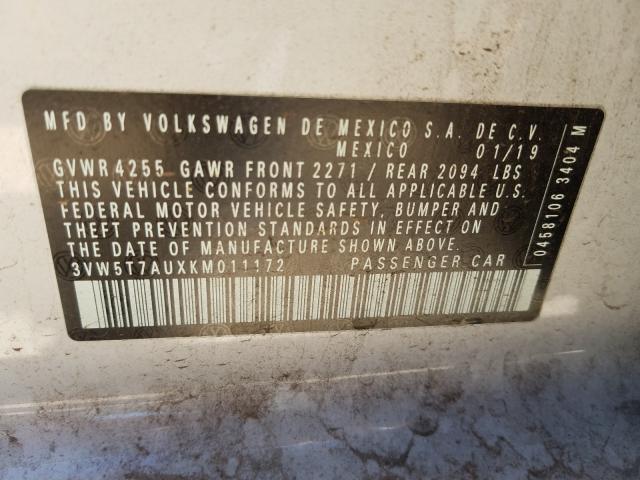 MFD BY VOLKSWAGEN DE MEXICO S.A. DE C.V.
MEXICO 01/19
GVWR 4255 GAWR FRONT 2271 / REAR 2094 LBS
THIS VEHICLE CONFORMS TO ALL APPLICABLE U.S.
FEDERAL MOTOR VEHICLE SAFETY, BUMPER AND
THEFT PREVENTION STANDARDS IN EFFECT ON
THE DATE OF MANUFACTURE SHOWN ABOVE.
3VW5T7AUXKM011172 PASSENGER CAR
0458106 3404 M